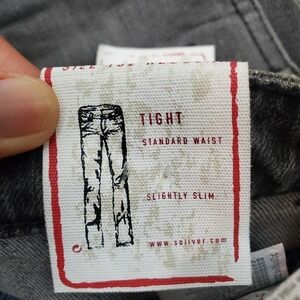 TIGHT
STANDARD WAIST
SLIGHTLY SLIM
www.soliver.com